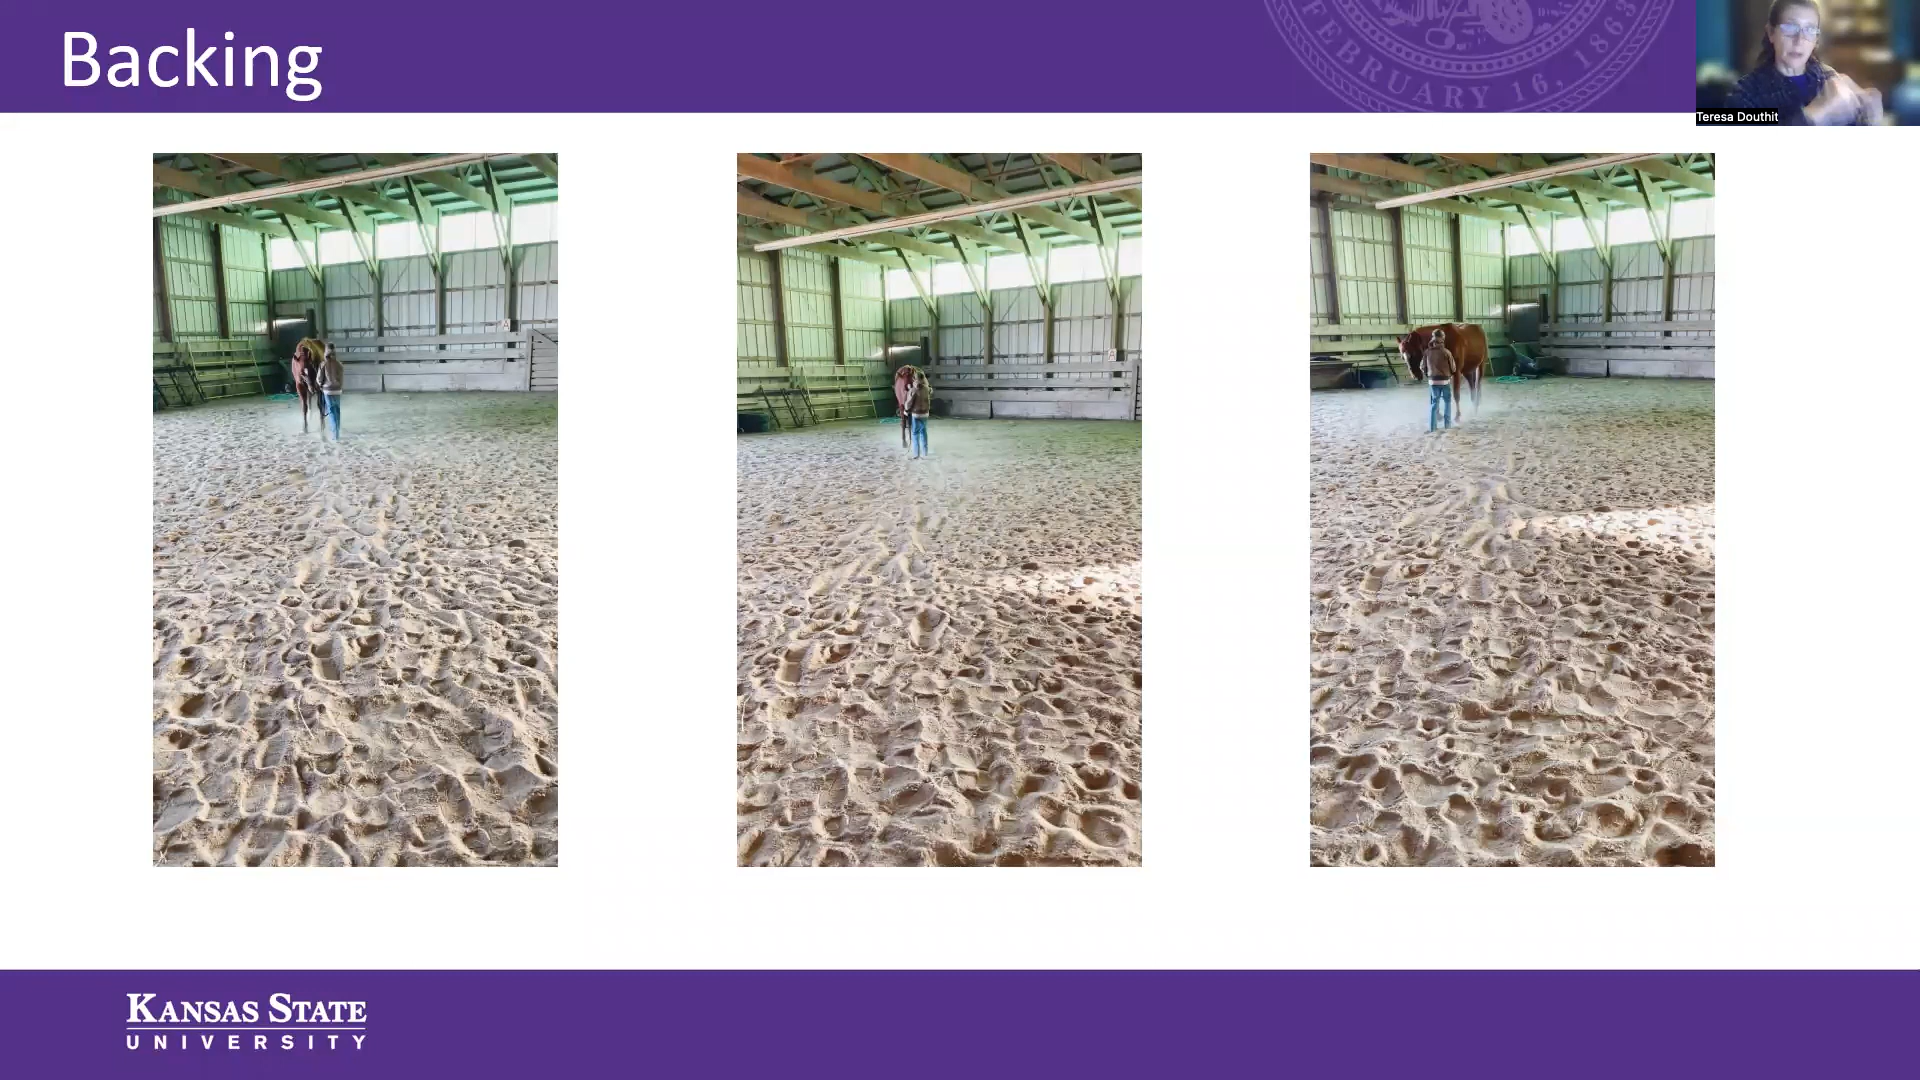 Backing
FEBRUARY 16, 1863
Teresa Douthit
A
A
KANSAS STATE
UNIVERSITY